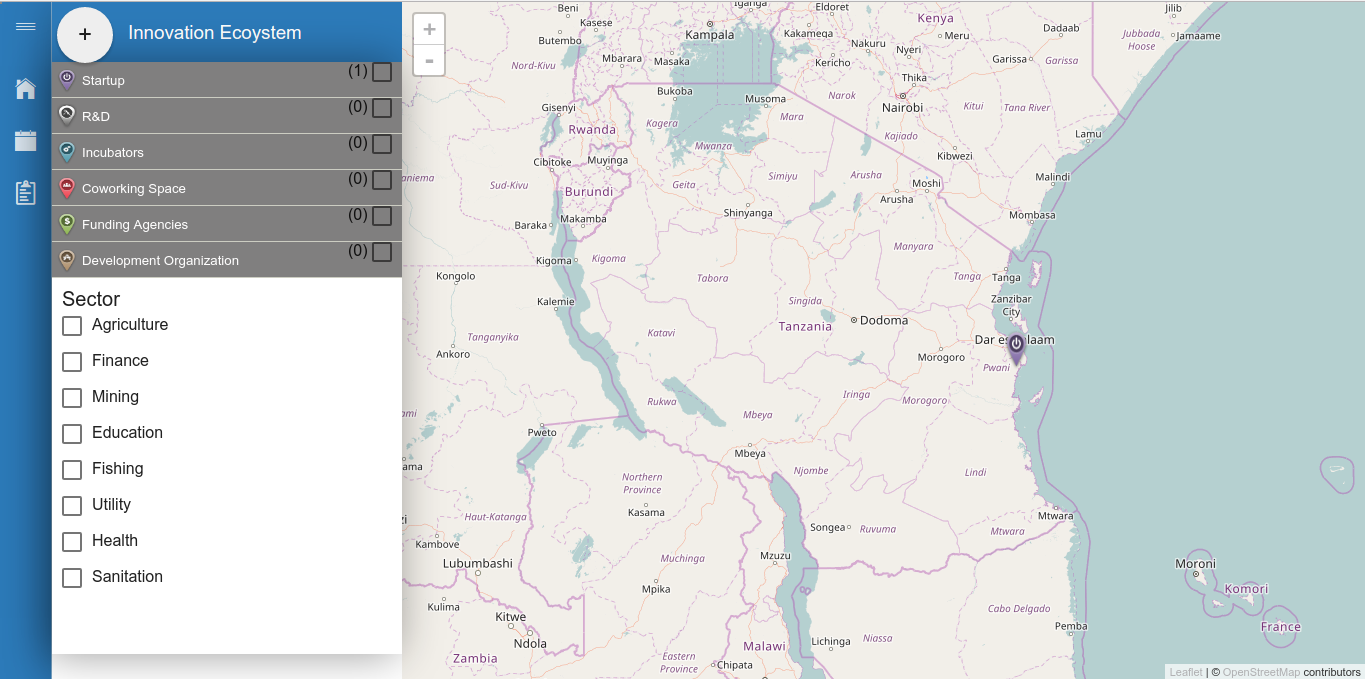 +
Innovation Ecoystem
Startup (1)
R&D (0)
Incubators (0)
Coworking Space (0)
Funding Agencies (0)
Development Organization (0)
Sector
Agriculture
Finance
Mining
Education
Fishing
Utility
Health
Sanitation
+
-
Beni
Kasese
Butembo
Nord-Kivu
Mbarara
Masaka
Kampala
Iganga
Eldoret
Kakamega
Kenya
Nakuru
Nyeri
Meru
Kericho
Dadaab
Garissa
Garissa
Jubbada
Hoose
Jilib
Jamaame
Bukoba
Musoma
Thika
Nairobi
Narok
Kitui
Tana River
Gisenyi
Rwanda
Kagera
Mwanza
Mara
Kajiado
Lamu
Cibitoke
Muyinga
Kibwezi
Malindi
aniema
Sud-Kivu
Burundi
Geita
Simiyu
Arusha
Arusha
Moshi
Makamba
Baraka
Shinyanga
Mombasa
Manyara
Kigoma
Kigoma
Kongolo
Tabora
Tanga
Tanga
Kalemie
Singida
Zanzibar
City
Tanganyika
Katavi
Tanzania
Dodoma
Ankoro
Morogoro
Dar es laam
Pwani
ami
Rukwa
Mbeya
Iringa
Morogoro
Pweto
Mbeya
ama
Njombe
Lindi
Northern
Province
Kasama
Haut-Katanga
Songea
Ruvuma
Mtwara
Mtwara
zi
Kambove
Lubumbashi
Muchinga
Mzuzu
Moroni
Komori
France
Mpika
Kulima
Kitwe
Ndola
Cabo Delgado
Pemba
Zambia
Eastern
Province
Chipata
Malawi
Lichinga
Niassa
Leaflet | © OpenStreetMap contributors